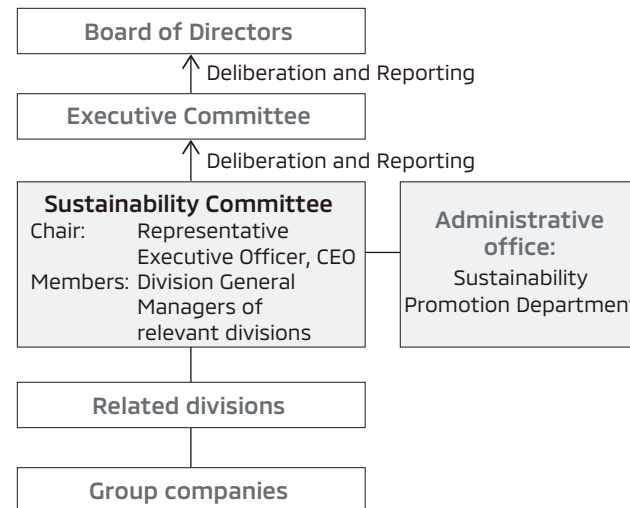 Board of Directors
Deliberation and Reporting
Executive Committee
Deliberation and Reporting
Sustainability Committee
Chair: Representative
Executive Officer, CEO
Members: Division General
Managers of
relevant divisions
Administrative
office:
Sustainability
Promotion Department
Related divisions
Group companies